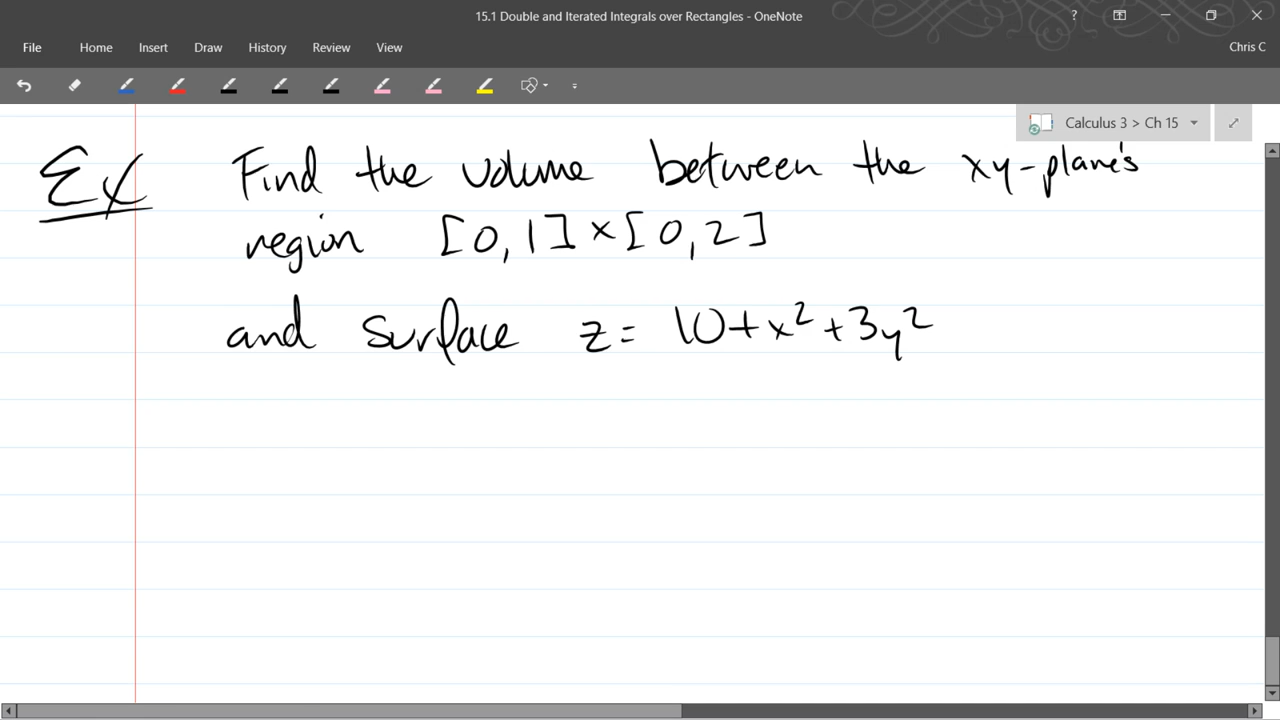 15.1 Double and Iterated Integrals over Rectangles - OneNote
?
File Home Insert Draw History Review View
Chris C
Calculus 3 > Ch 15
Ex Find the volume between the xy-plane's
region [0,1]×[0,2]
and surface z= 10+x²+3y²